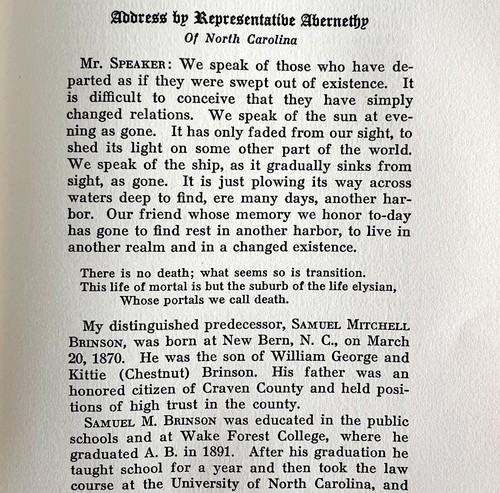 Address by Representative Abernethy
Of North Carolina
Mr. SPEAKER: We speak of those who have de-
parted as if they were swept out of existence. It
is difficult to conceive that they have simply
changed relations. We speak of the sun at eve-
ning as gone. It has only faded from our sight, to
shed its light on some other part of the world.
We speak of the ship, as it gradually sinks from
sight, as gone. It is just plowing its way across
waters deep to find, ere many days, another har-
bor. Our friend whose memory we honor to-day
has gone to find rest in another harbor, to live in
another realm and in a changed existence.
There is no death; what seems so is transition.
This life of mortal is but the suburb of the life elysian,
Whose portals we call death.
My distinguished predecessor, SAMUEL MITCHELL
BRINSON, was born at New Bern, N. C., on March
20, 1870. He was the son of William George and
Kittie (Chestnut) Brinson. His father was an
honored citizen of Craven County and held posi-
tions of high trust in the county.
SAMUEL M. BRINSON was educated in the public
schools and at Wake Forest College, where he
graduated A. B. in 1891. After his graduation he
taught school for a year and then took the law
course at the University of North Carolina, and